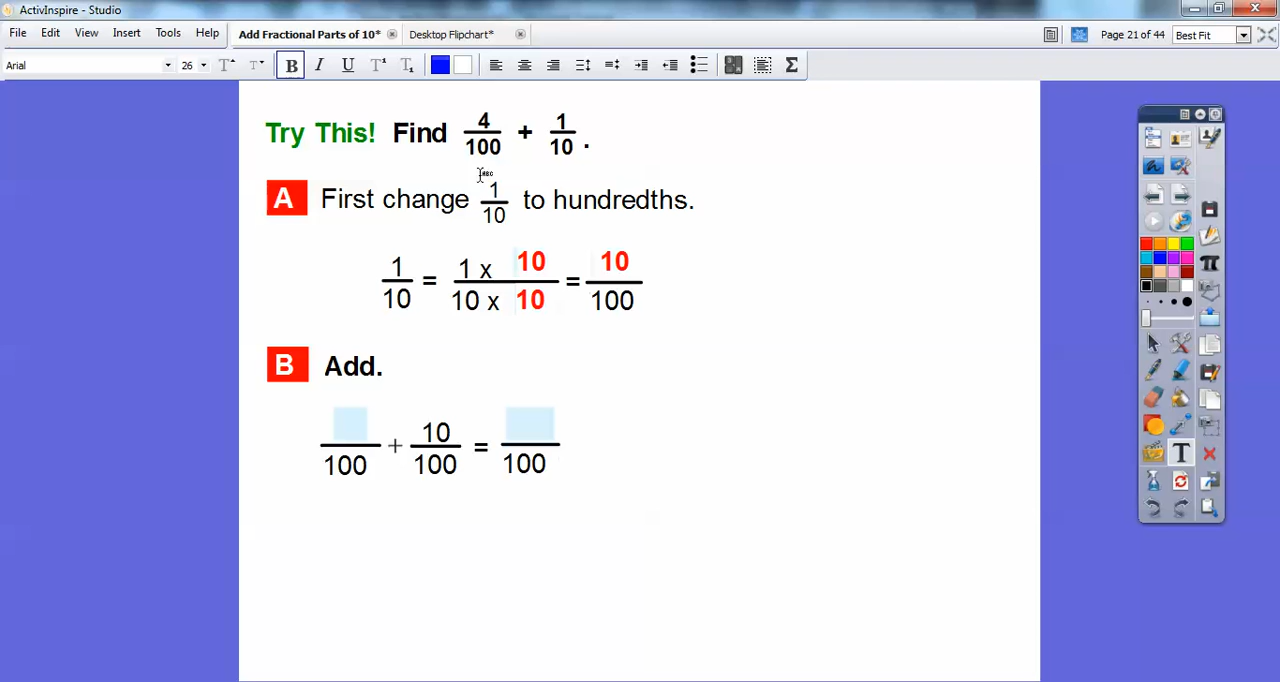 ActivInspire - Studio
File Edit View Insert Tools Help Add Fractional Parts of 10* Desktop Flipchart* Page 21 of 44 Best Fit
Arial 26 B I U
Try This! Find 4/100 + 1/10 .
A First change 1/10 to hundredths.
1/10 = 1 x 10/10 x 10 = 10/100
B Add.
/100 + 10/100 = /100